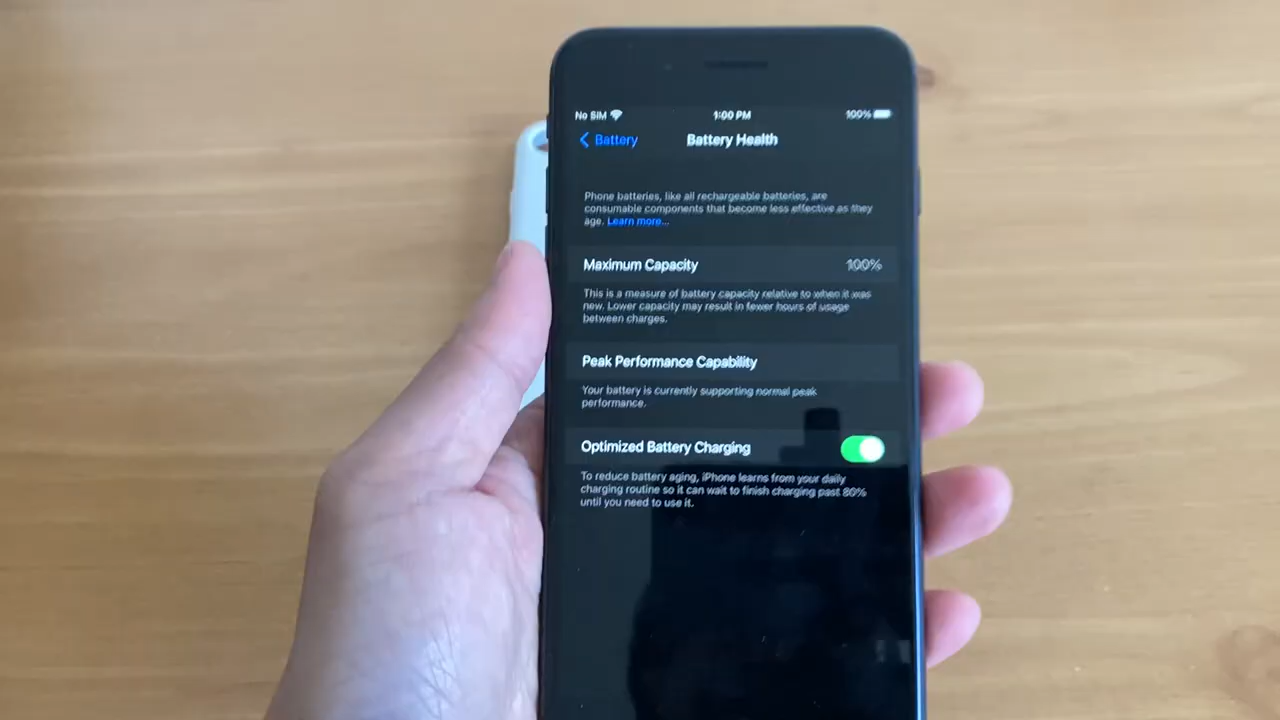 No SIM 1:00 PM 100%
Battery Battery Health
Phone batteries, like all rechargeable batteries, are
consumable components that become less effective as they
age. Learn more...
Maximum Capacity 100%
This is a measure of battery capacity relative to when it was
new. Lower capacity may result in fewer hours of usage
between charges.
Peak Performance Capability
Your battery is currently supporting normal peak
performance.
Optimized Battery Charging
To reduce battery aging, iPhone learns from your daily
charging routine so it can wait to finish charging past 80%
until you need to use it.